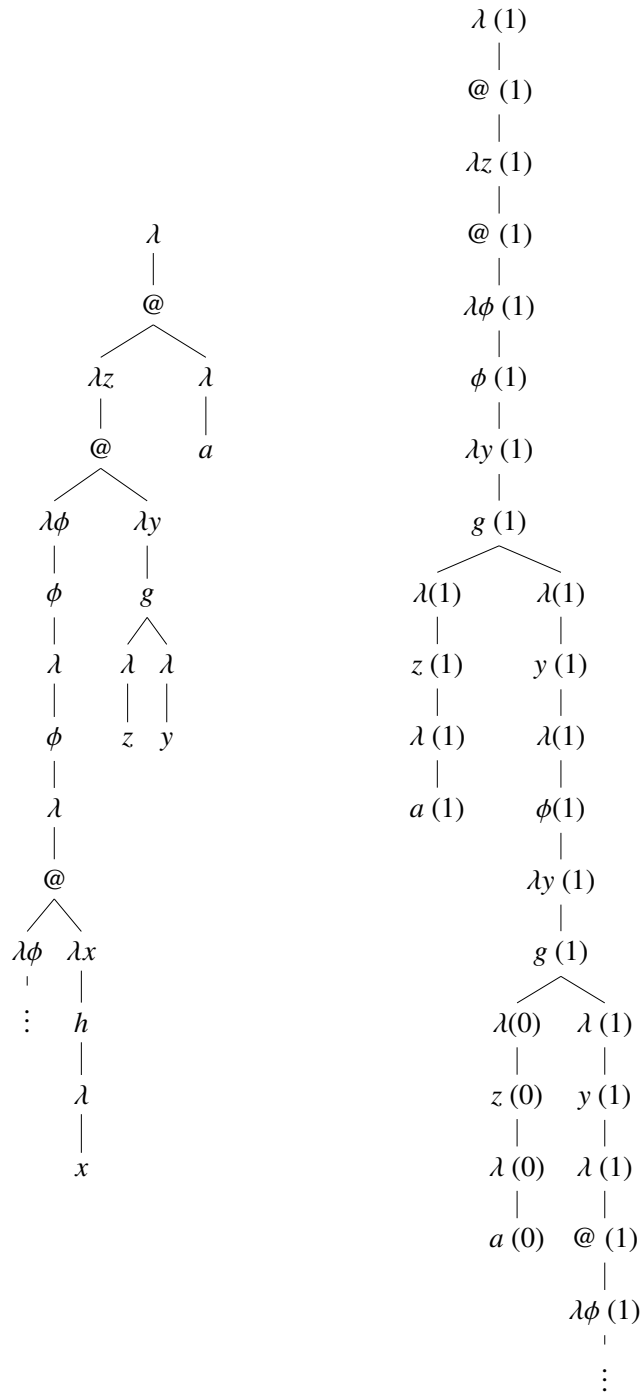 λ
@
λz λ
@ a
λϕ λy
ϕ g
λ λ λ
ϕ z y
λ
@
λϕ λx
⋮ h
λ
x
λ (1)
@ (1)
λz (1)
@ (1)
λϕ (1)
ϕ (1)
λy (1)
g (1)
λ(1) λ(1)
z (1) y (1)
λ (1) λ(1)
a (1) ϕ(1)
λy (1)
g (1)
λ(0) λ (1)
z (0) y (1)
λ (0) λ (1)
a (0) @ (1)
λϕ (1)
⋮